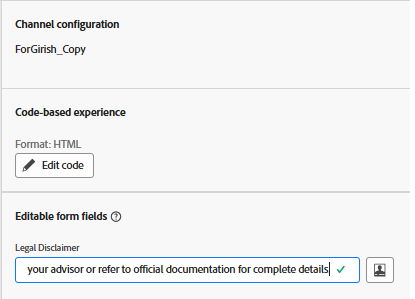 Channel configuration
ForGirish_Copy
Code-based experience
Format: HTML
Edit code
Editable form fields
Legal Disclaimer
your advisor or refer to official documentation for complete details